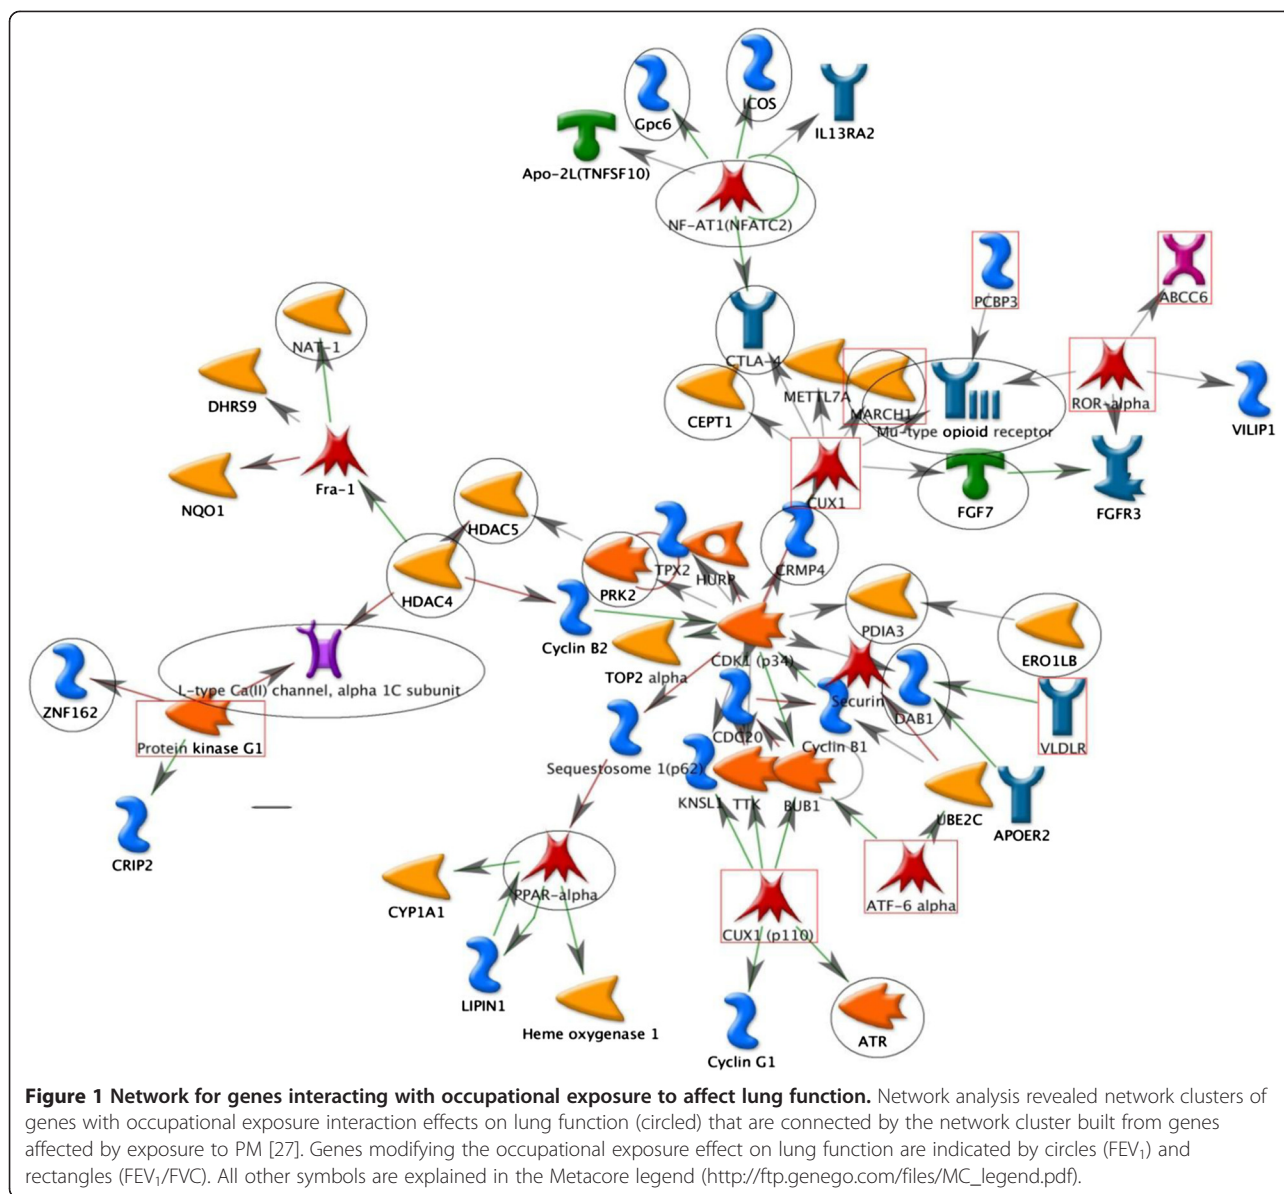 Gpc6
ICOS
IL13RA2
Apo-2L(TNFSF10)
NF-AT1(NFATC2)
PCBP3
ABCC6
NAT-1
CTLA-4
DHRS9
METTL7A
ROR-alpha
CEPT1
MARCH1
VILIP1
Mu-type opioid receptor
Fra-1
NQO1
CUX1
FGF7
FGFR3
HDAC5
TPX2
HURP
CRMP4
PRK2
HDAC4
PDIA3
Cyclin B2
CDK1 (p34)
ERO1LB
TOP2 alpha
L-type Ca(II) channel, alpha 1C subunit
Securin
ZNF162
DAB1
CDC20
Cyclin B1
Protein kinase G1
VLDLR
Sequestosome 1(p62)
KNSL1
TTK
BUB1
UBE2C
APOER2
CRIP2
PPAR-alpha
ATF-6 alpha
CYP1A1
CUX1 (p110)
LIPIN1
Heme oxygenase 1
ATR
Cyclin G1
Figure 1 Network for genes interacting with occupational exposure to affect lung function. Network analysis revealed network clusters of
genes with occupational exposure interaction effects on lung function (circled) that are connected by the network cluster built from genes
affected by exposure to PM [27]. Genes modifying the occupational exposure effect on lung function are indicated by circles (FEV₁) and
rectangles (FEV₁/FVC). All other symbols are explained in the Metacore legend (http://ftp.genego.com/files/MC_legend.pdf).